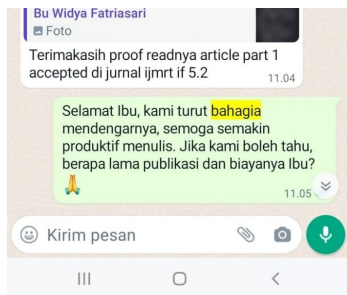 Bu Widya Fatriasari
Foto
Terimakasih proof readnya article part 1
accepted di jurnal ijmrt if 5.2
11.04
Selamat Ibu, kami turut bahagia
mendengarnya, semoga semakin
produktif menulis. Jika kami boleh tahu,
berapa lama publikasi dan biayanya Ibu?
11.05
Kirim pesan